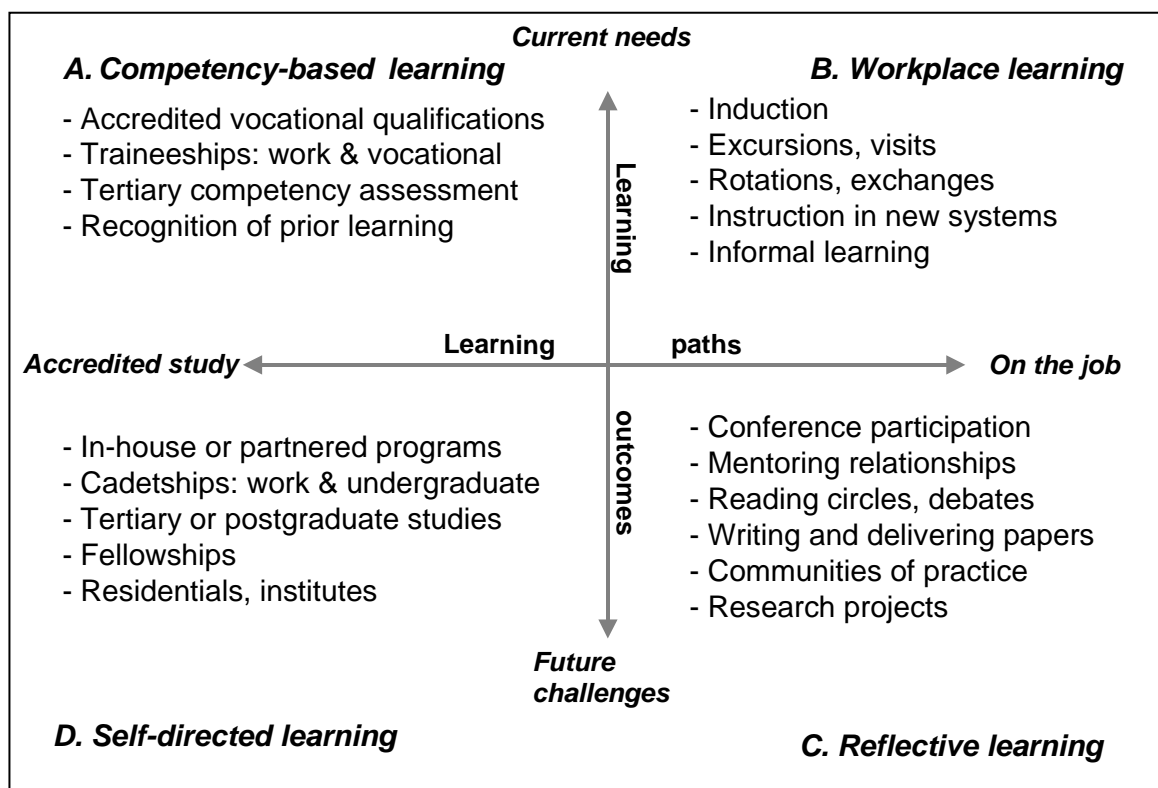 Current needs
A. Competency-based learning
- Accredited vocational qualifications
- Traineeships: work & vocational
- Tertiary competency assessment
- Recognition of prior learning
B. Workplace learning
- Induction
- Excursions, visits
- Rotations, exchanges
- Instruction in new systems
- Informal learning
Learning
Learning paths
Accredited study
On the job
outcomes
- In-house or partnered programs
- Cadetships: work & undergraduate
- Tertiary or postgraduate studies
- Fellowships
- Residentials, institutes
- Conference participation
- Mentoring relationships
- Reading circles, debates
- Writing and delivering papers
- Communities of practice
- Research projects
Future
challenges
D. Self-directed learning
C. Reflective learning